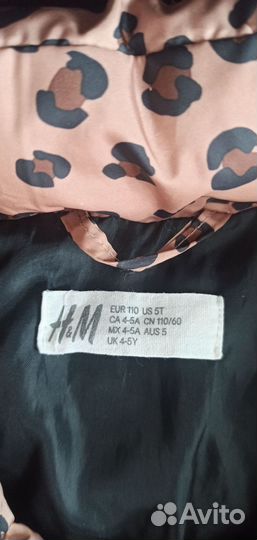 H&M
EUR 110 US 5T
CA 4-5A CN 110/60
MX 4-5A AUS 5
UK 4-5Y
Avito